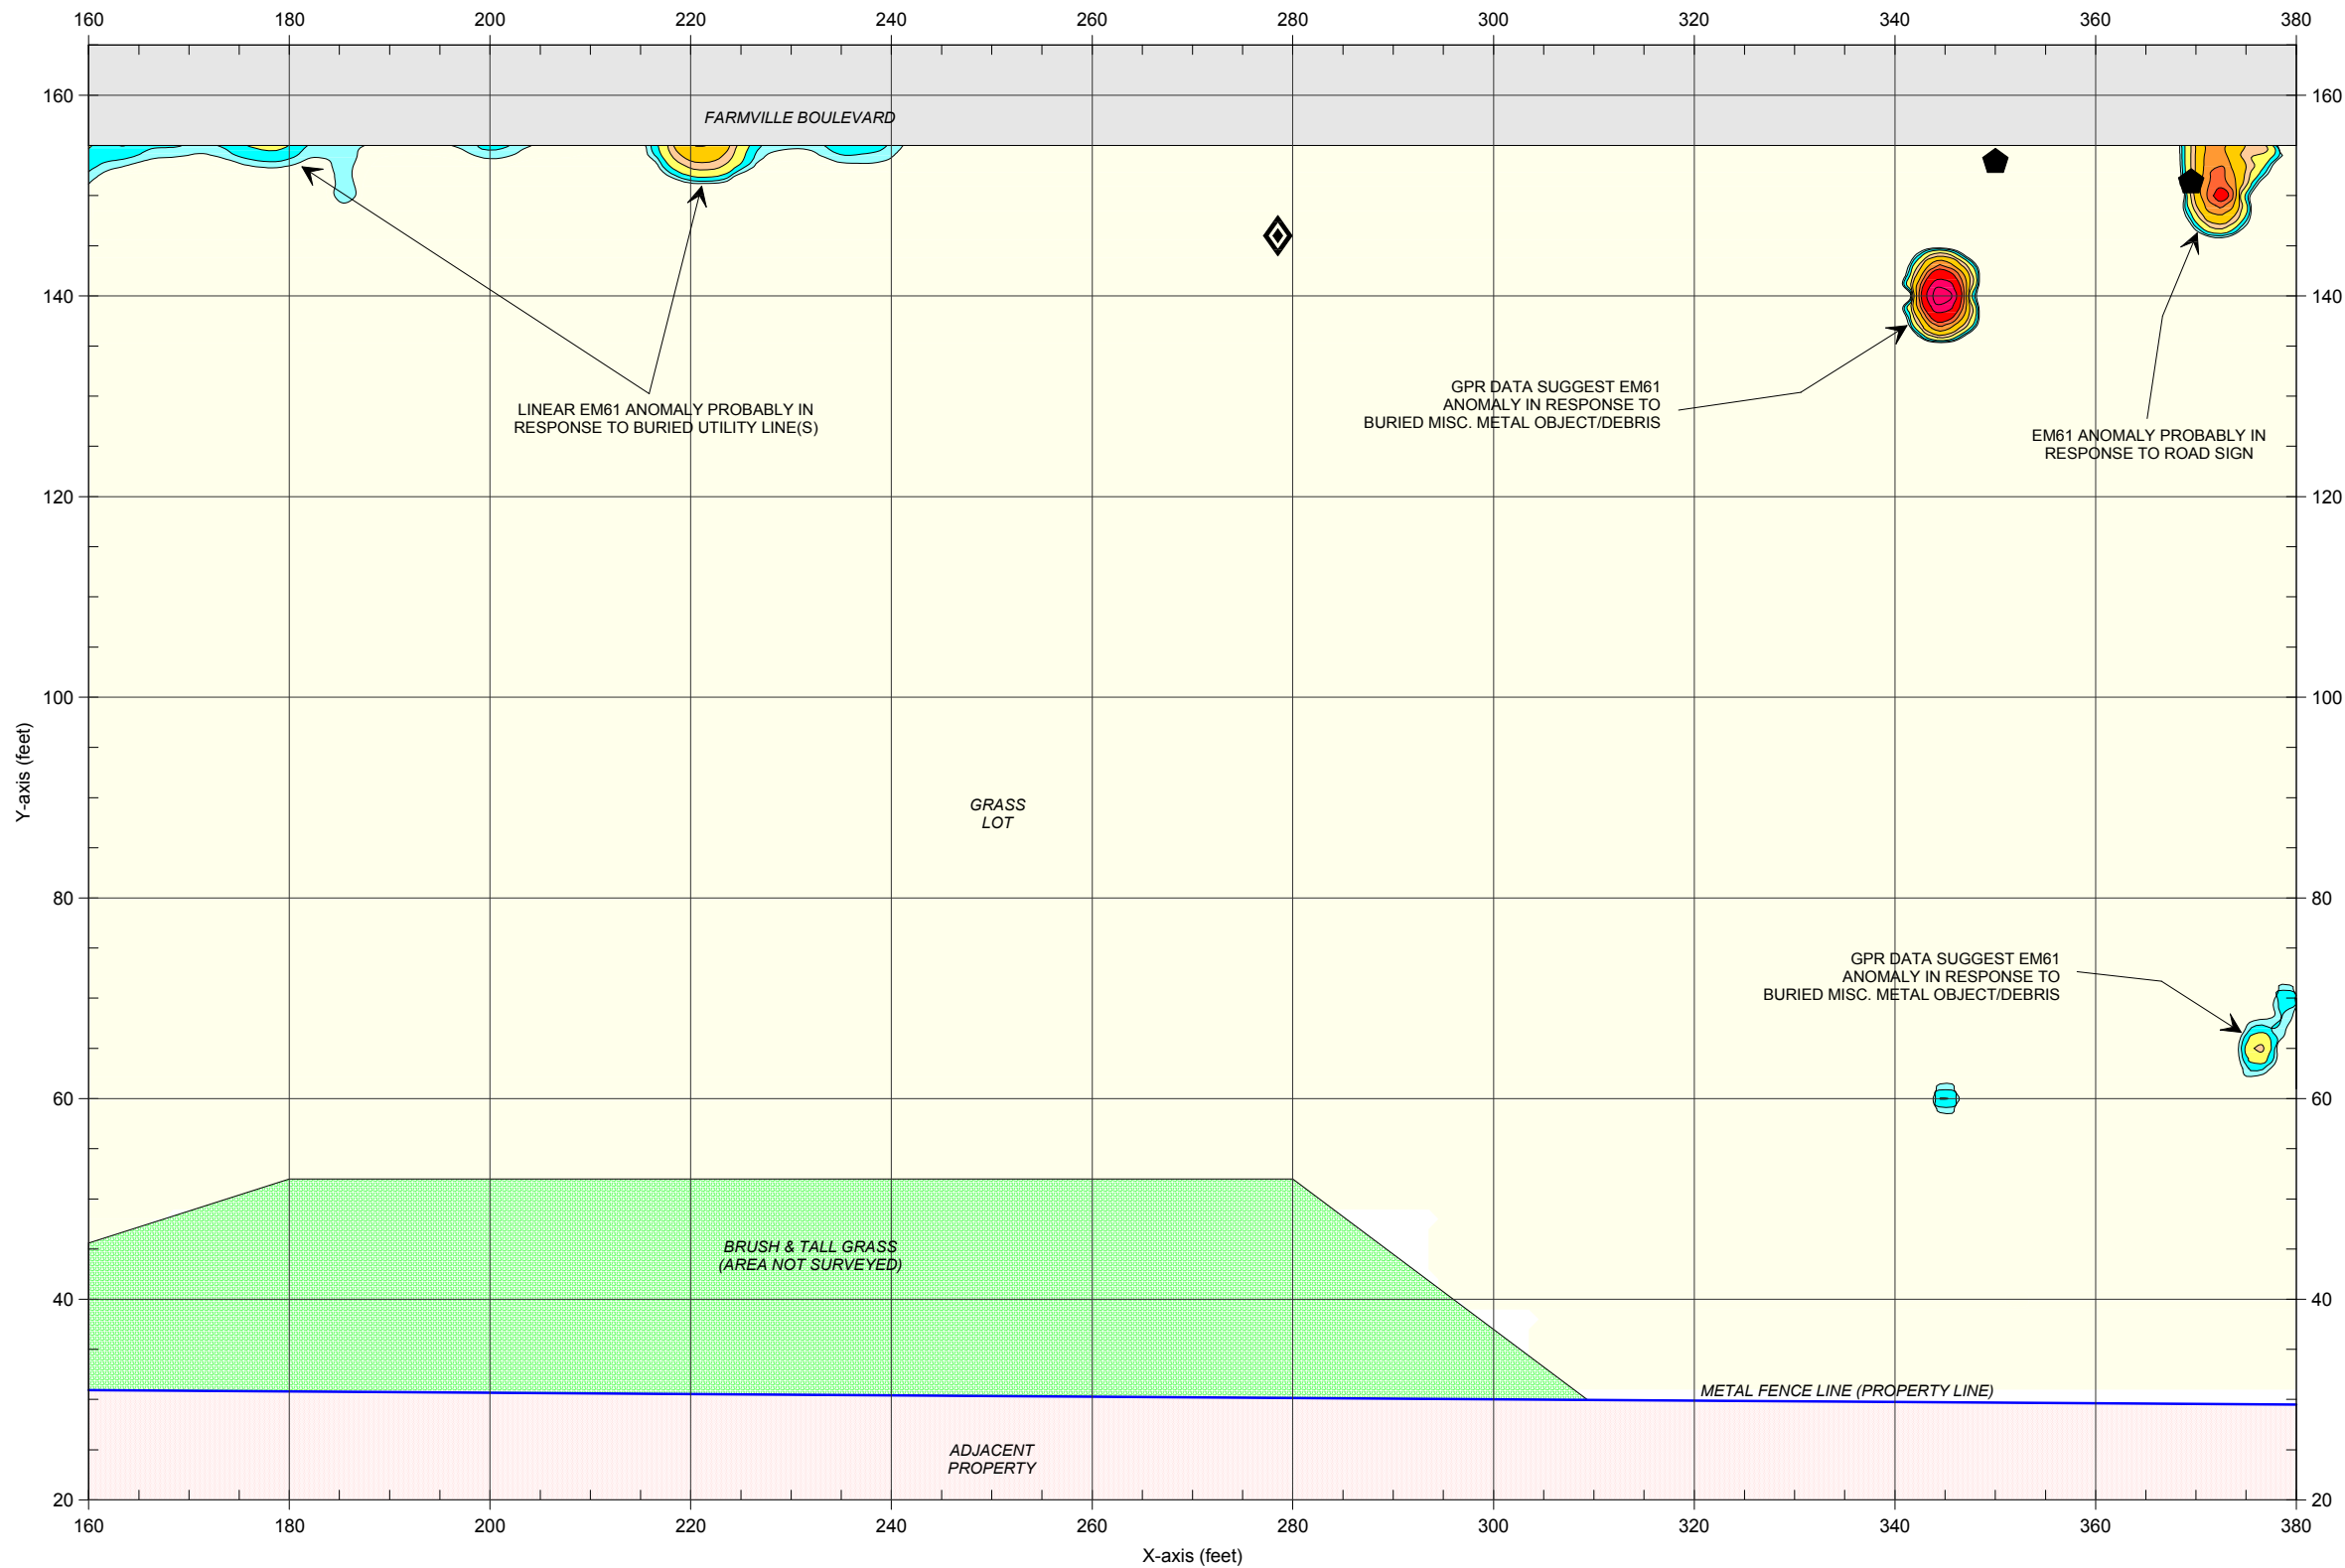 160 180 200 220 240 260 280 300 320 340 360 380
160 160
FARMVILLE BOULEVARD
140 140
GPR DATA SUGGEST EM61
ANOMALY IN RESPONSE TO
BURIED MISC. METAL OBJECT/DEBRIS
LINEAR EM61 ANOMALY PROBABLY IN
RESPONSE TO BURIED UTILITY LINE(S)
EM61 ANOMALY PROBABLY IN
RESPONSE TO ROAD SIGN
120 120
100 100
Y-axis (feet)
GRASS
LOT
80 80
GPR DATA SUGGEST EM61
ANOMALY IN RESPONSE TO
BURIED MISC. METAL OBJECT/DEBRIS
60 60
BRUSH & TALL GRASS
(AREA NOT SURVEYED)
40 40
METAL FENCE LINE (PROPERTY LINE)
ADJACENT
PROPERTY
20 20
160 180 200 220 240 260 280 300 320 340 360 380
X-axis (feet)